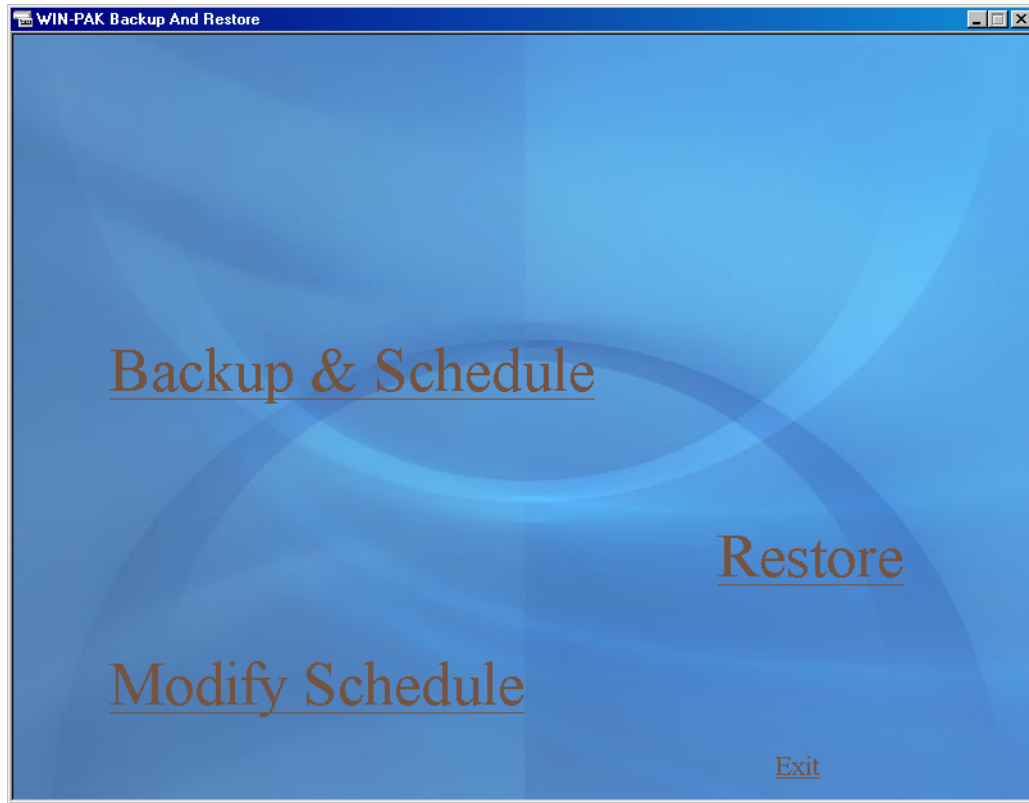 WIN-PAK Backup And Restore
Backup & Schedule
Restore
Modify Schedule
Exit